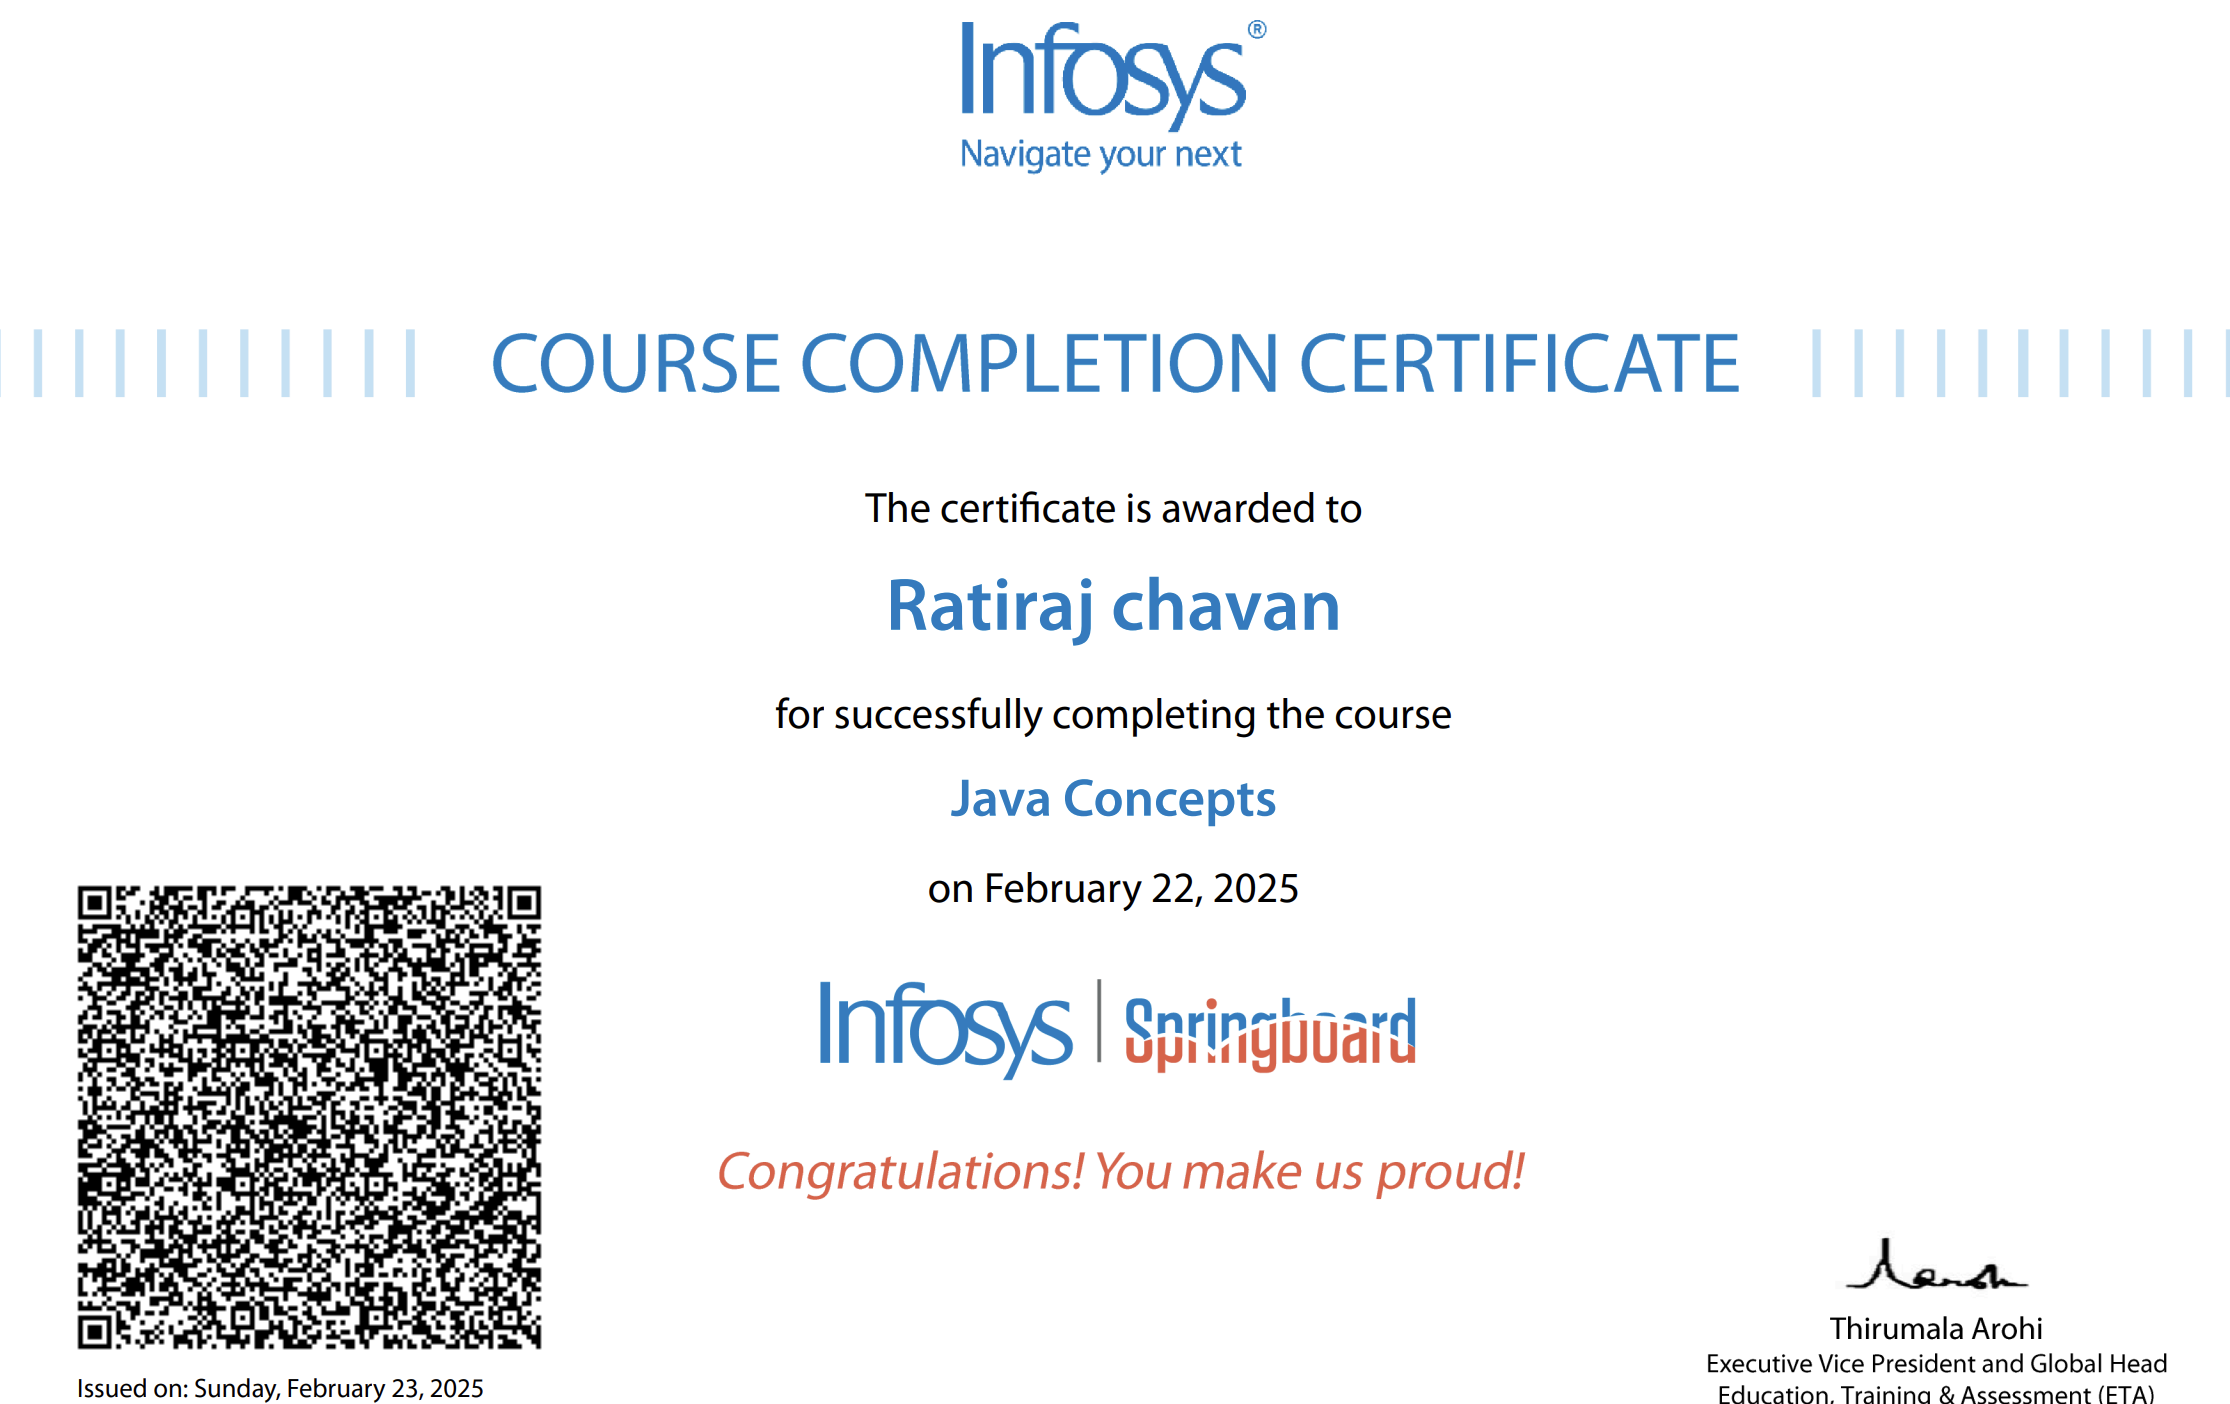 Infosys®
Navigate your next
COURSE COMPLETION CERTIFICATE
The certificate is awarded to
Ratiraj chavan
for successfully completing the course
Java Concepts
on February 22, 2025
Infosys | Springboard
Congratulations! You make us proud!
Issued on: Sunday, February 23, 2025
Thirumala Arohi
Executive Vice President and Global Head
Education, Training & Assessment (ETA)